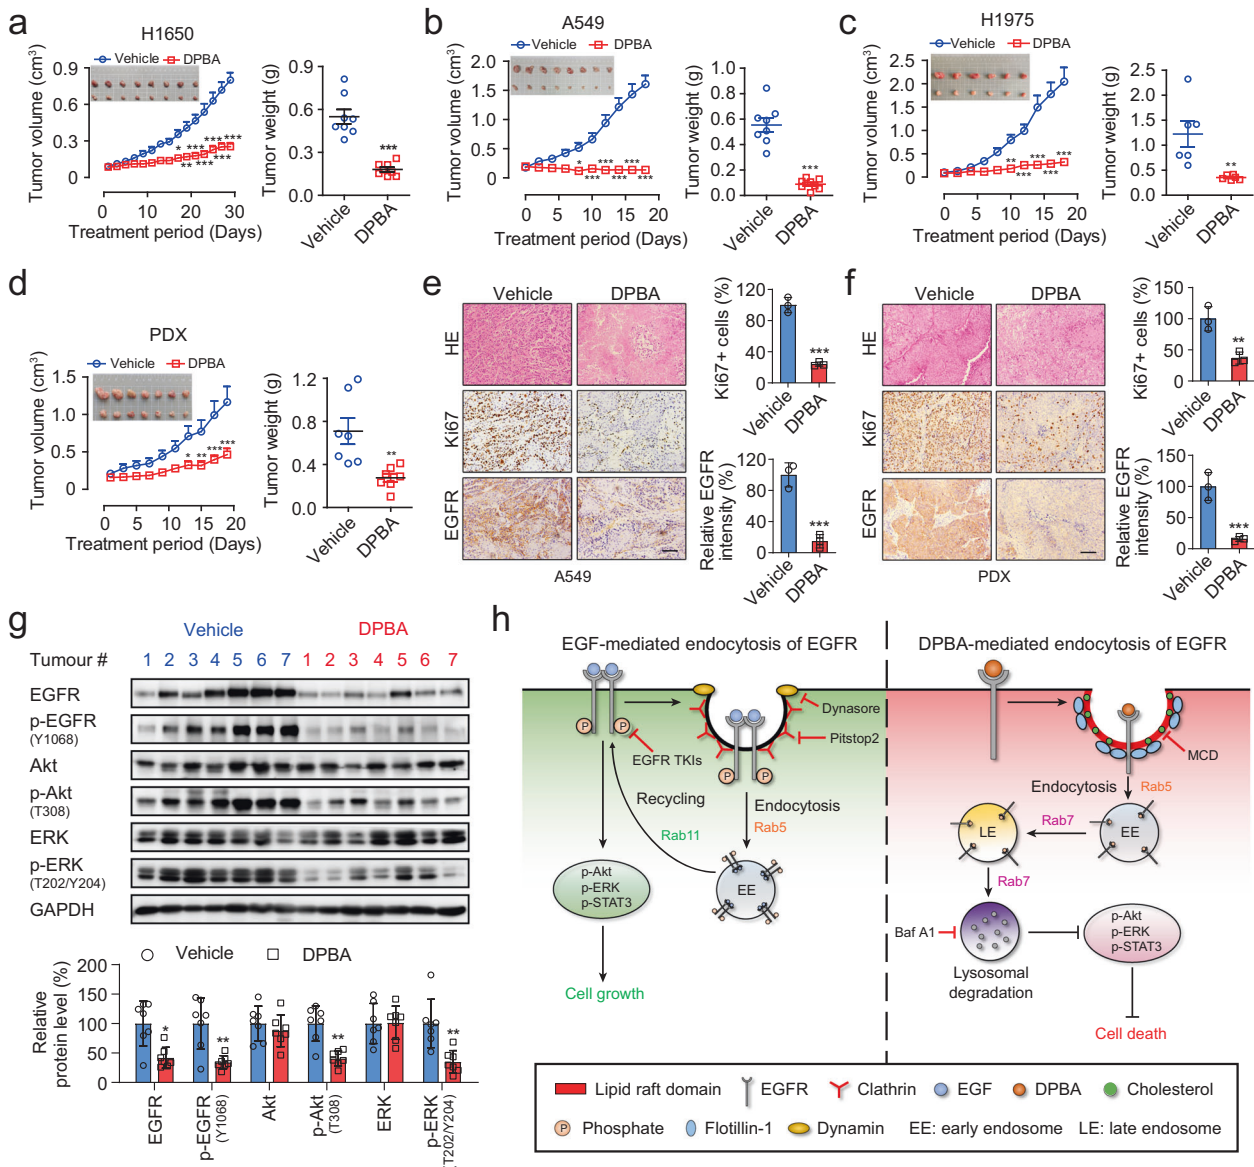 a
H1650
Vehicle DPBA
Tumor volume (cm³)
0.9
0.6
0.3
0
* ** *** *** *** *** ***
0 10 20 30
Treatment period (Days)
Tumor weight (g)
0.9
0.6
0.3
0.0
***
Vehicle
DPBA
b
A549
Vehicle DPBA
Tumor volume (cm³)
2.0
1.5
1.0
0.5
0
* *** *** *** *** ***
0 5 10 15 20
Treatment period (Days)
Tumor weight (g)
1.0
0.8
0.6
0.4
0.2
0.0
***
Vehicle
DPBA
c
H1975
Vehicle DPBA
Tumor volume (cm³)
2.5
2.0
1.5
1.0
0.5
0
** *** *** *** ***
0 5 10 15 20
Treatment period (Days)
Tumor weight (g)
3.0
2.5
2.0
1.5
1.0
0.5
0.0
**
Vehicle
DPBA
d
PDX
Vehicle DPBA
Tumor volume (cm³)
1.5
1.0
0.5
0
* ** *** ***
0 5 10 15 20
Treatment period (Days)
Tumor weight (g)
1.2
0.8
0.4
0.0
**
Vehicle
DPBA
e
Vehicle DPBA
HE
Ki67
EGFR
A549
Ki67+ cells (%)
120
80
40
0
***
Vehicle
DPBA
Relative EGFR
intensity (%)
120
80
40
0
***
Vehicle
DPBA
f
Vehicle DPBA
HE
Ki67
EGFR
PDX
Ki67+ cells (%)
150
100
50
0
**
Vehicle
DPBA
Relative EGFR
intensity (%)
150
100
50
0
***
Vehicle
DPBA
g
Vehicle DPBA
Tumour # 1 2 3 4 5 6 7 1 2 3 4 5 6 7
EGFR
p-EGFR
(Y1068)
Akt
p-Akt
(T308)
ERK
p-ERK
(T202/Y204)
GAPDH
Vehicle DPBA
Relative
protein level (%)
200
150
100
50
0
* ** ** **
EGFR
p-EGFR
(Y1068)
Akt
p-Akt
(T308)
ERK
p-ERK
(T202/Y204)
h
EGF-mediated endocytosis of EGFR
DPBA-mediated endocytosis of EGFR
P P
EGFR TKIs
Dynasore
Pitstop2
P P
Recycling
Rab11
Endocytosis
Rab5
EE
p-Akt
p-ERK
p-STAT3
Cell growth
MCD
Endocytosis Rab5
LE
Rab7
EE
Rab7
Baf A1
Lysosomal
degradation
p-Akt
p-ERK
p-STAT3
Cell death
Lipid raft domain EGFR Clathrin EGF DPBA Cholesterol
P Phosphate Flotillin-1 Dynamin EE: early endosome LE: late endosome